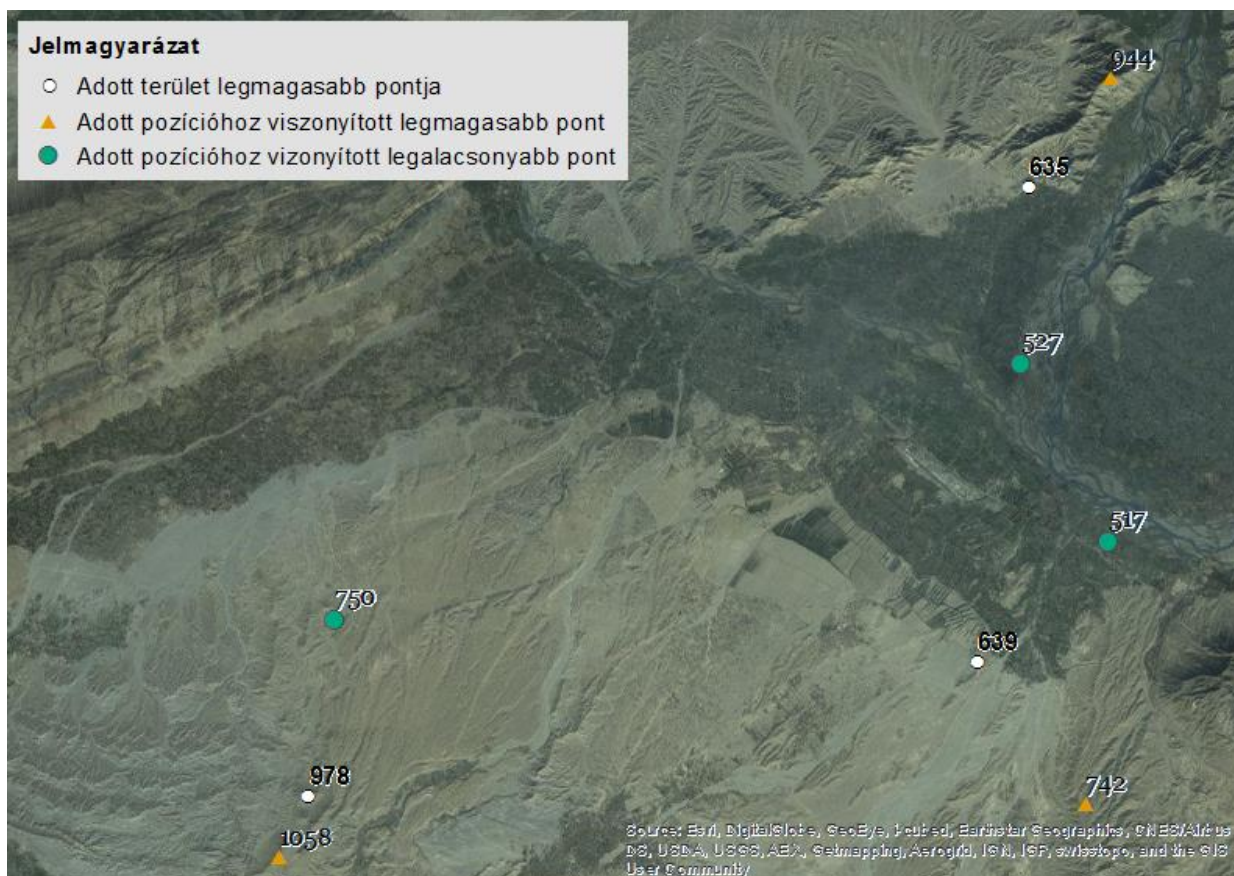 Jelmagyarázat
Adott terület legmagasabb pontja
Adott pozícióhoz viszonyított legmagasabb pont
Adott pozícióhoz vizonyított legalacsonyabb pont
944
635
527
517
750
639
978
742
1058
Source: Esri, DigitalGlobe, GeoEye, i-cubed, Earthstar Geographics, CNES/Airbus
DS, USDA, USGS, AEX, Getmapping, Aerogrid, IGN, IGP, swisstopo, and the GIS
User Community